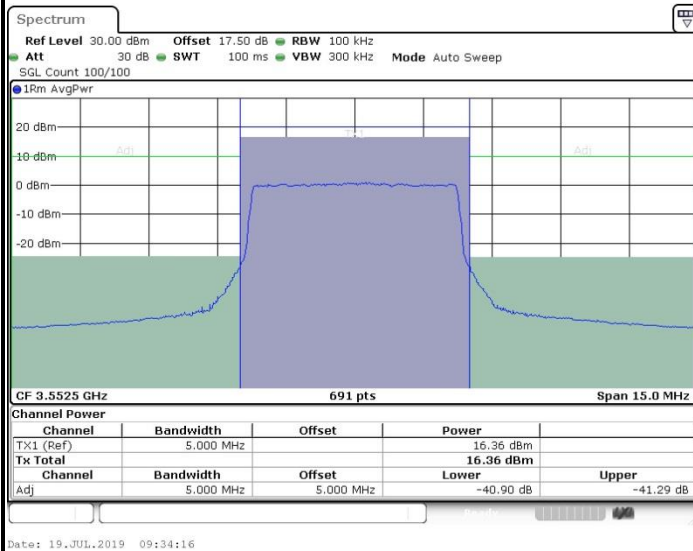 Spectrum
Ref Level 30.00 dBm Offset 17.50 dB RBW 100 kHz
Att 30 dB SWT 100 ms VBW 300 kHz Mode Auto Sweep
SGL Count 100/100
1Rm AvgPwr
20 dBm
TX1
10 dBm Adj Adj
0 dBm
-10 dBm
-20 dBm
CF 3.5525 GHz 691 pts Span 15.0 MHz
Channel Power
Channel Bandwidth Offset Power
TX1 (Ref) 5.000 MHz 16.36 dBm
Tx Total 16.36 dBm
Channel Bandwidth Offset Lower Upper
Adj 5.000 MHz 5.000 MHz -40.90 dB -41.29 dB
Ready
Date: 19.JUL.2019 09:34:16